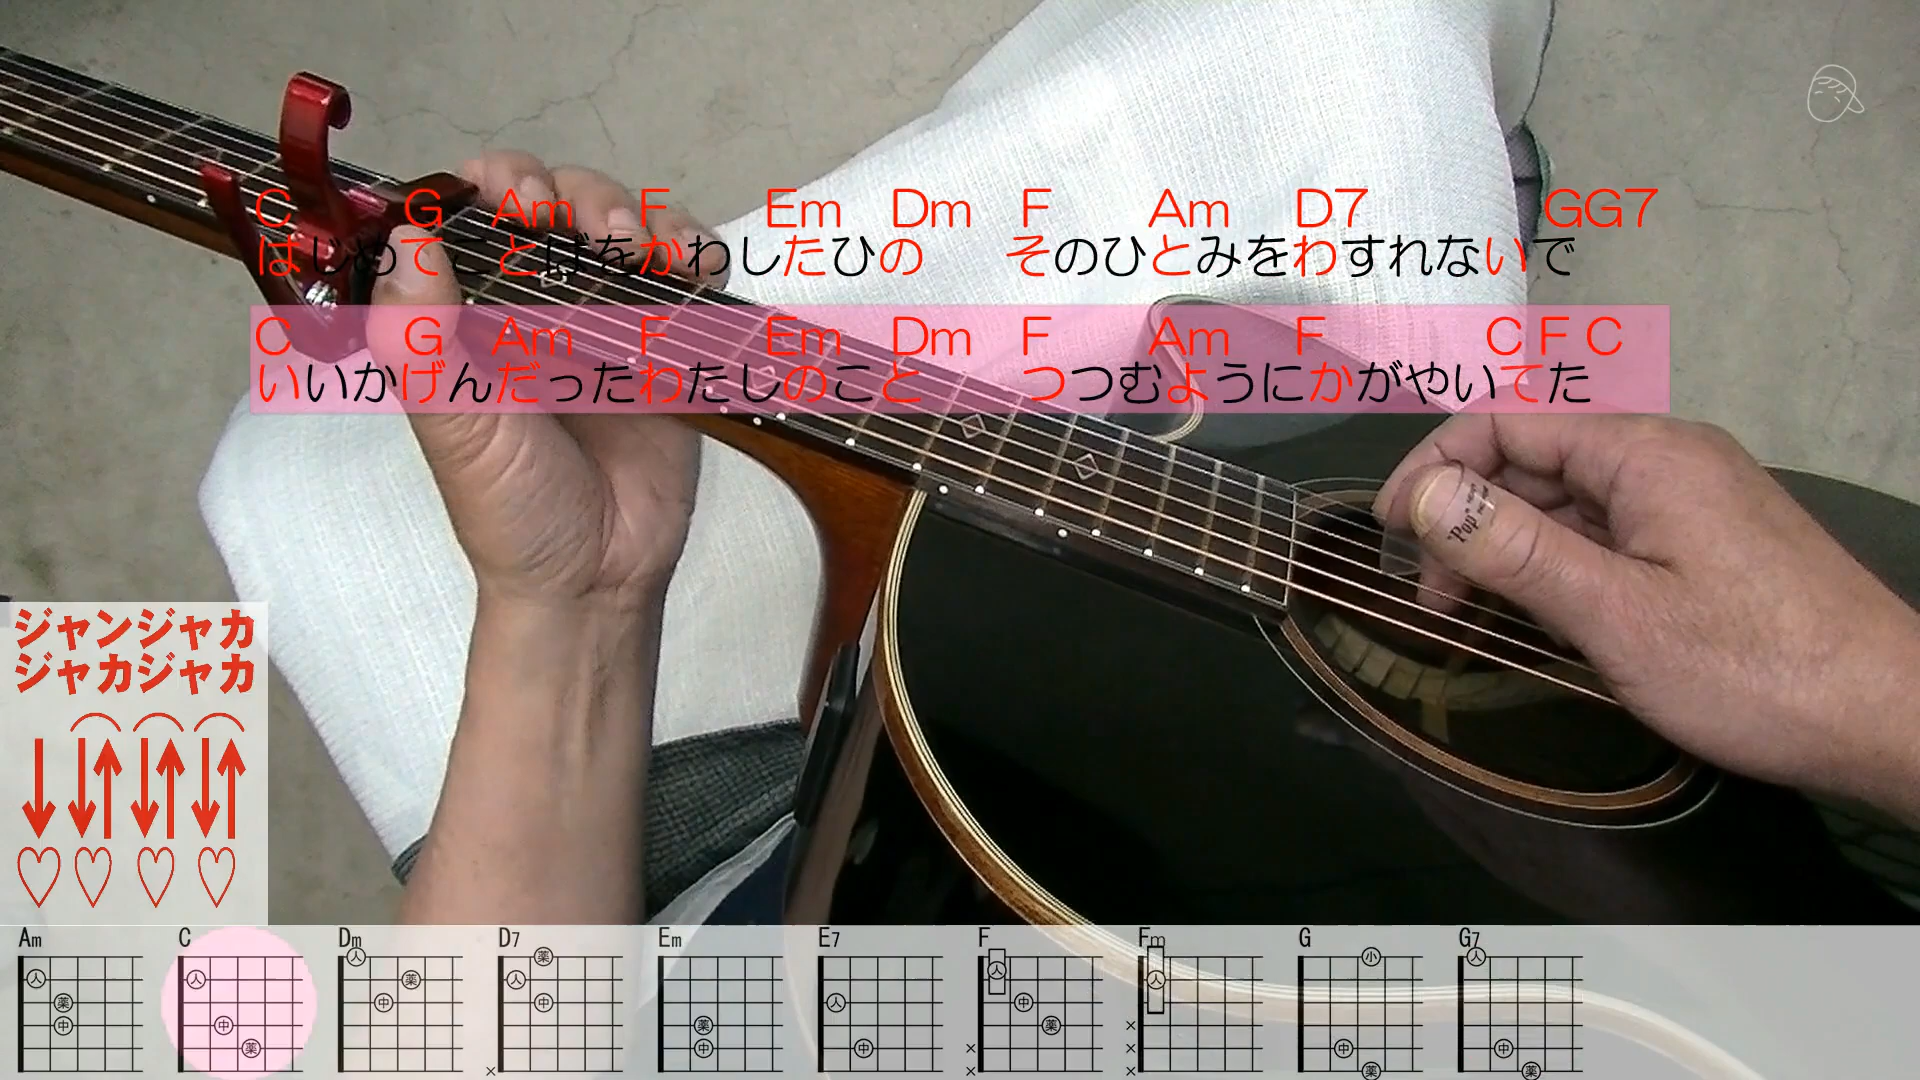 C G Am F Em Dm F Am D7 GG7
はじめてことばをかわしたひの そのひとみをわすれないで
C G Am F Em Dm F Am F C F C
いいかげんだったわたしのこと つつむようにかがやいてた
"Pop"
ジャンジャカ
ジャカジャカ
Am C Dm D7 Em E7 F Fm G G7
人 薬 中
人 中 薬
人 薬 中
薬 人 中 ×
薬 中
人 中
人 中 薬 × ×
人 × × ×
小 中 薬
人 中 薬